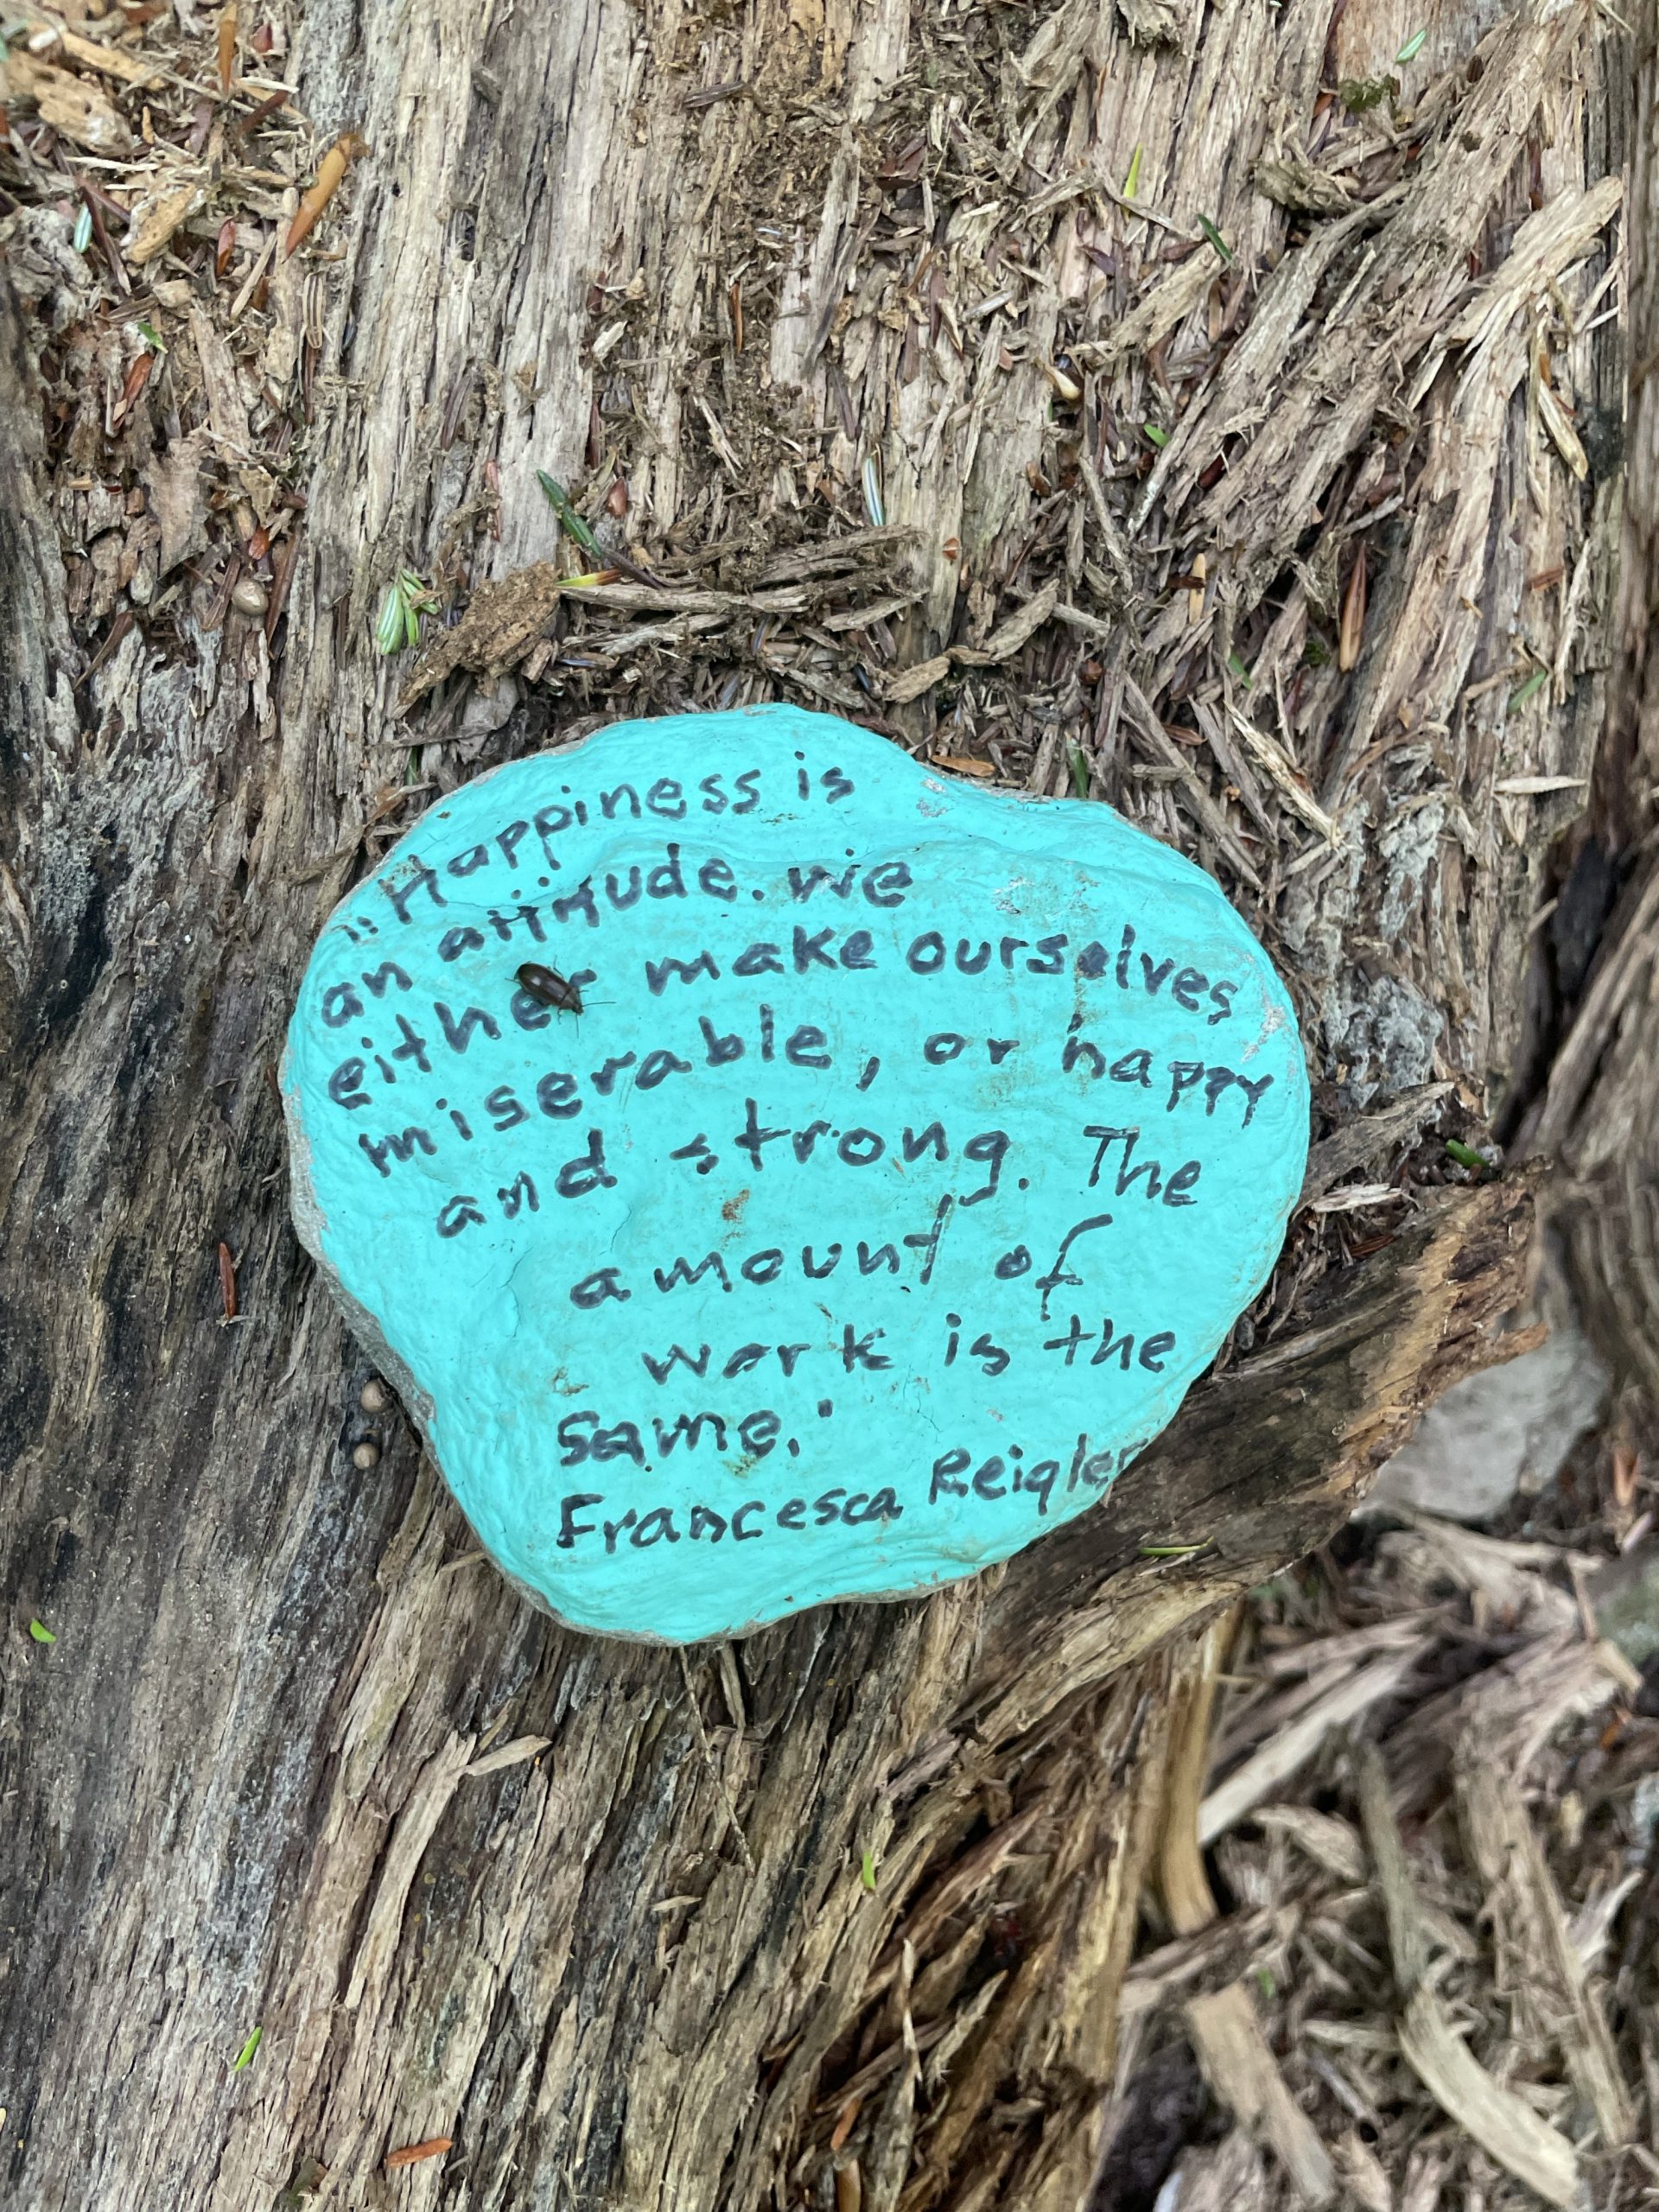 "Happiness is
an attitude. We
either make ourselves
miserable, or happy
and strong. The
amount of
work is the
Same."
Francesca Reigler